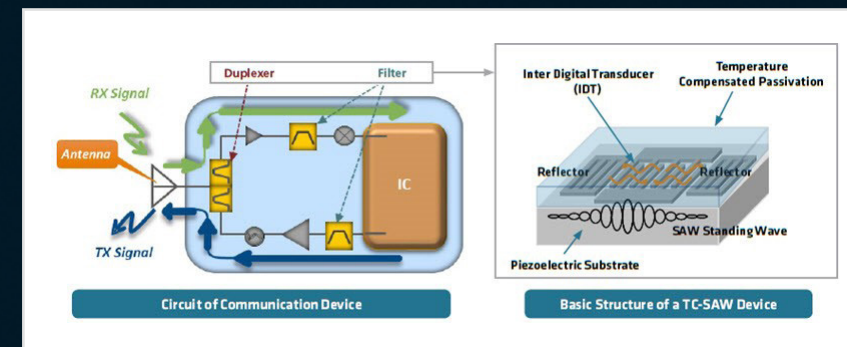 Duplexer
Filter
RX Signal
Antenna
IC
TX Signal
Circuit of Communication Device
Inter Digital Transducer
(IDT)
Temperature
Compensated Passivation
Reflector
Reflector
SAW Standing Wave
Piezoelectric Substrate
Basic Structure of a TC-SAW Device